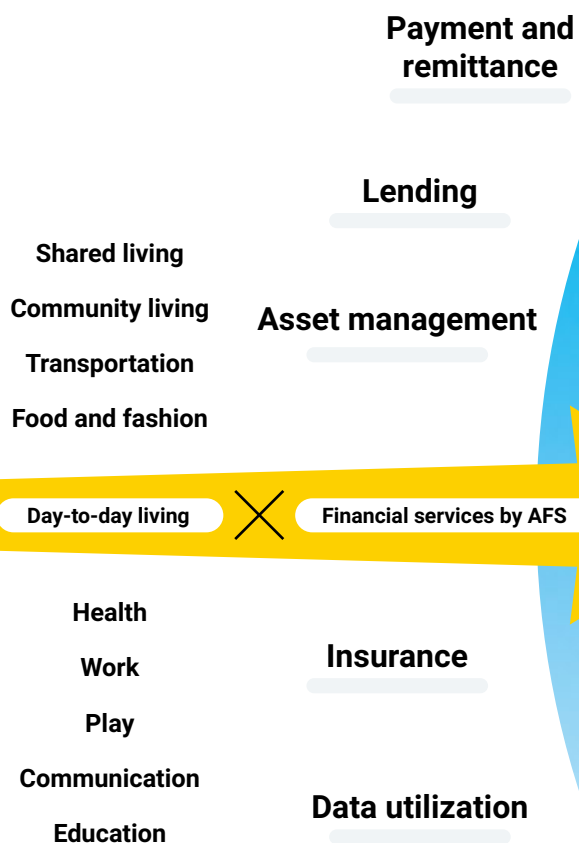 Payment and
remittance
Lending
Shared living
Community living
Asset management
Transportation
Food and fashion
Day-to-day living
Financial services by AFS
Health
Work
Insurance
Play
Communication
Data utilization
Education